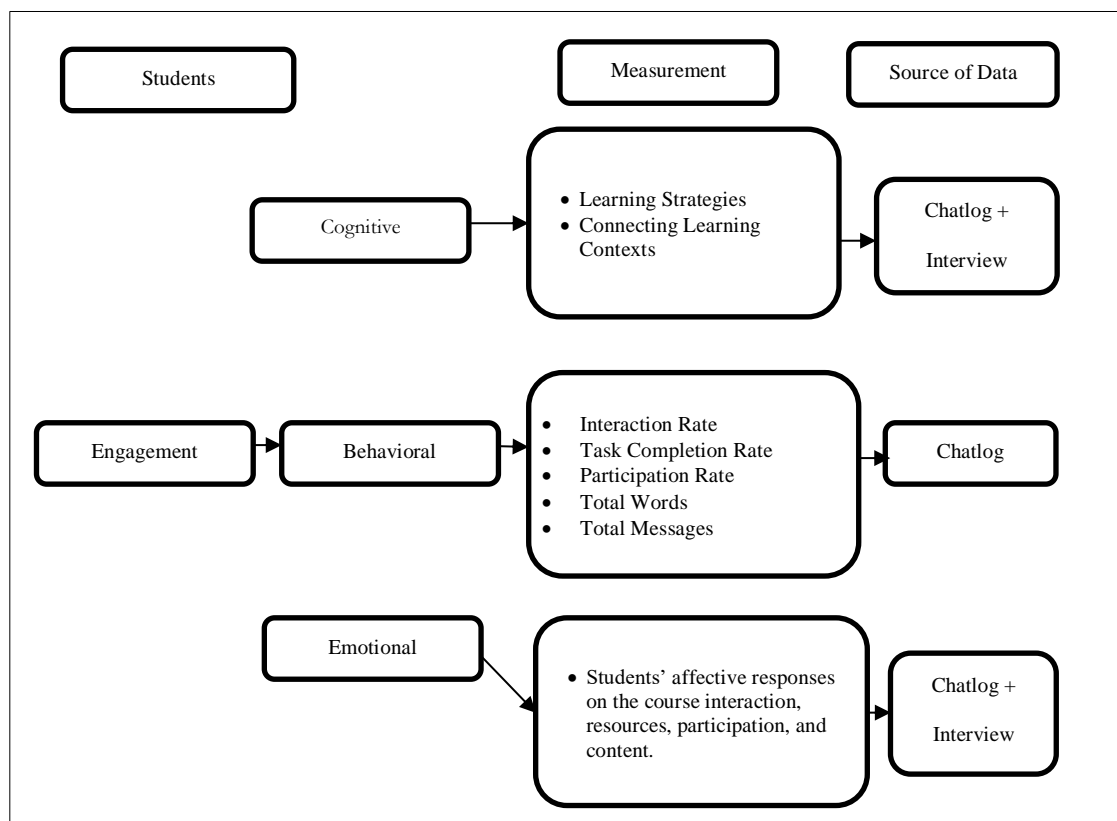 Students
Measurement
Source of Data
Cognitive
• Learning Strategies
• Connecting Learning
Contexts
Chatlog +
Interview
Engagement
Behavioral
• Interaction Rate
• Task Completion Rate
• Participation Rate
• Total Words
• Total Messages
Chatlog
Emotional
• Students’ affective responses
on the course interaction,
resources, participation, and
content.
Chatlog +
Interview